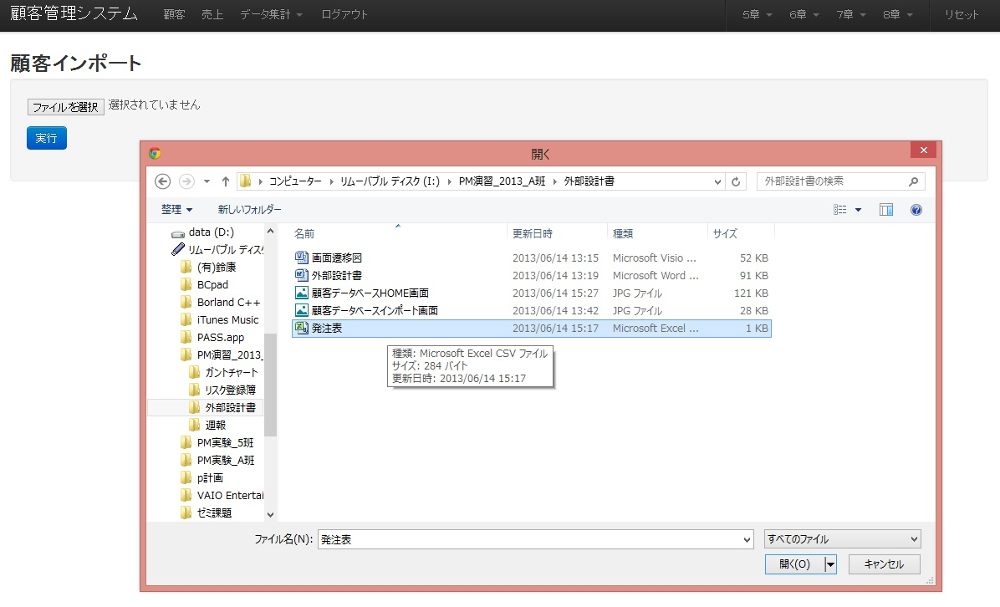 顧客管理システム 顧客 売上 データ集計 ログアウト 5章 6章 7章 8章 リセット
顧客インポート
ファイルを選択 選択されていません
実行
開く
コンピューター リムーバブル ディスク (I:) PM演習_2013_A班 外部設計書 外部設計書の検索
整理 新しいフォルダー
data (D:)
リムーバブル ディスク
(有)鈴康
BCpad
Borland C++
iTunes Music
PASS.app
PM演習_2013_
ガントチャート
リスク登録簿
外部設計書
週報
PM実験_5班
PM実験_A班
p計画
VAIO Entertai
ゼミ課題
名前 更新日時 種類 サイズ
画面遷移図 2013/06/14 13:15 Microsoft Visio ... 52 KB
外部設計書 2013/06/14 13:19 Microsoft Word ... 91 KB
顧客データベースHOME画面 2013/06/14 15:27 JPG ファイル 121 KB
顧客データベースインポート画面 2013/06/14 13:42 JPG ファイル 28 KB
発注表 2013/06/14 15:17 Microsoft Excel ... 1 KB
種類: Microsoft Excel CSV ファイル
サイズ: 284 バイト
更新日時: 2013/06/14 15:17
ファイル名(N): 発注表 すべてのファイル
開く(O) キャンセル